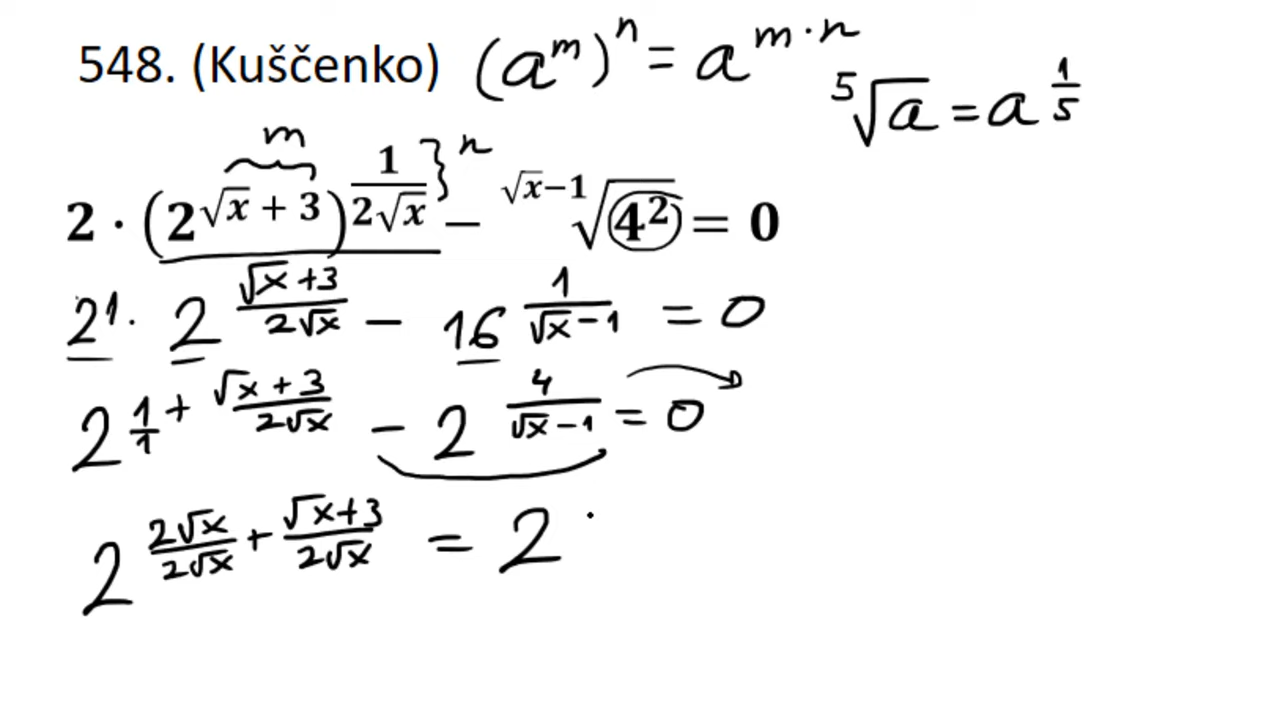 548. (Kuščenko) (a^m)^n = a^{m·n}
⁵√a = a^{1/5}
m } n
2 · (2^{√x + 3})^{1/(2√x)} − ^{√x−1}√(4²) = 0
2¹ · 2^{(√x+3)/(2√x)} − 16^{1/(√x−1)} = 0
2^{1/1 + (√x+3)/(2√x)} − 2^{4/(√x−1)} = 0
2^{2√x/(2√x) + (√x+3)/(2√x)} = 2